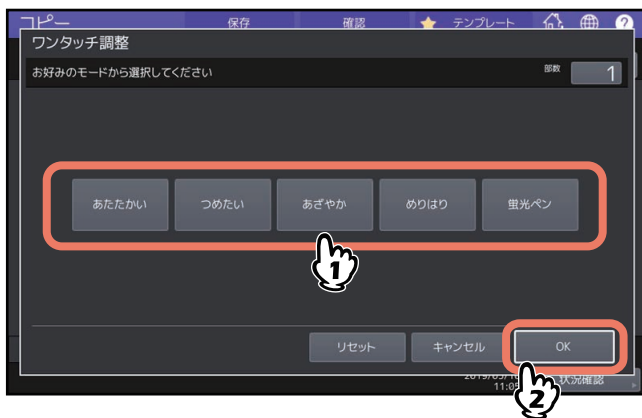 コピー 保存 確認 テンプレート
ワンタッチ調整
お好みのモードから選択してください 部数 1
あたたかい つめたい あざやか めりはり 蛍光ペン
1
リセット キャンセル OK
11:05 状況確認
2